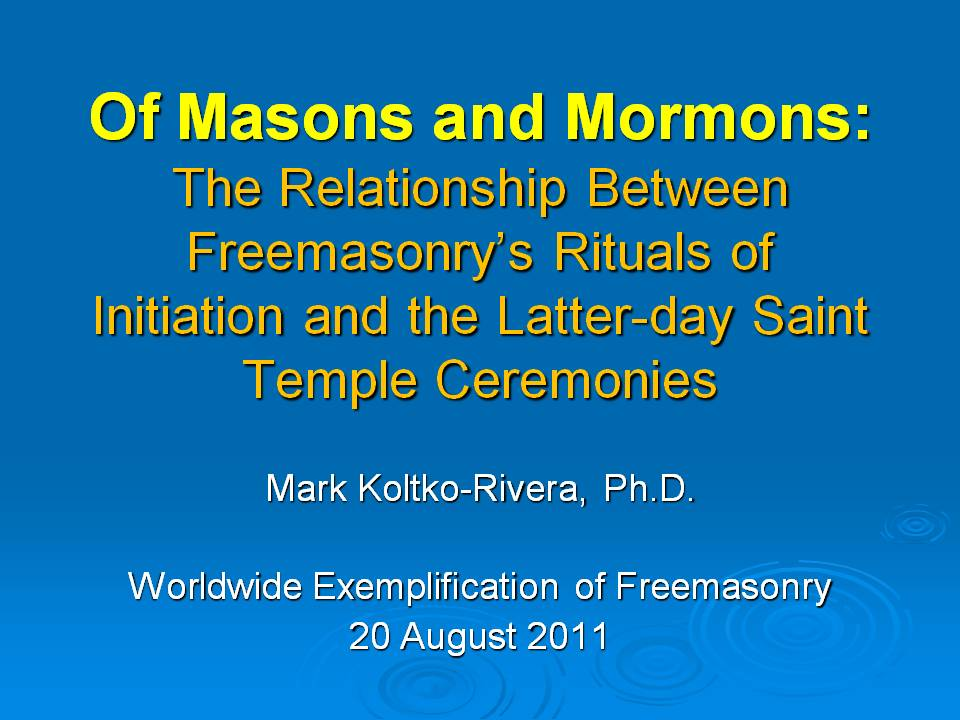 Of Masons and Mormons:
The Relationship Between
Freemasonry's Rituals of
Initiation and the Latter-day Saint
Temple Ceremonies
Mark Koltko-Rivera, Ph.D.
Worldwide Exemplification of Freemasonry
20 August 2011